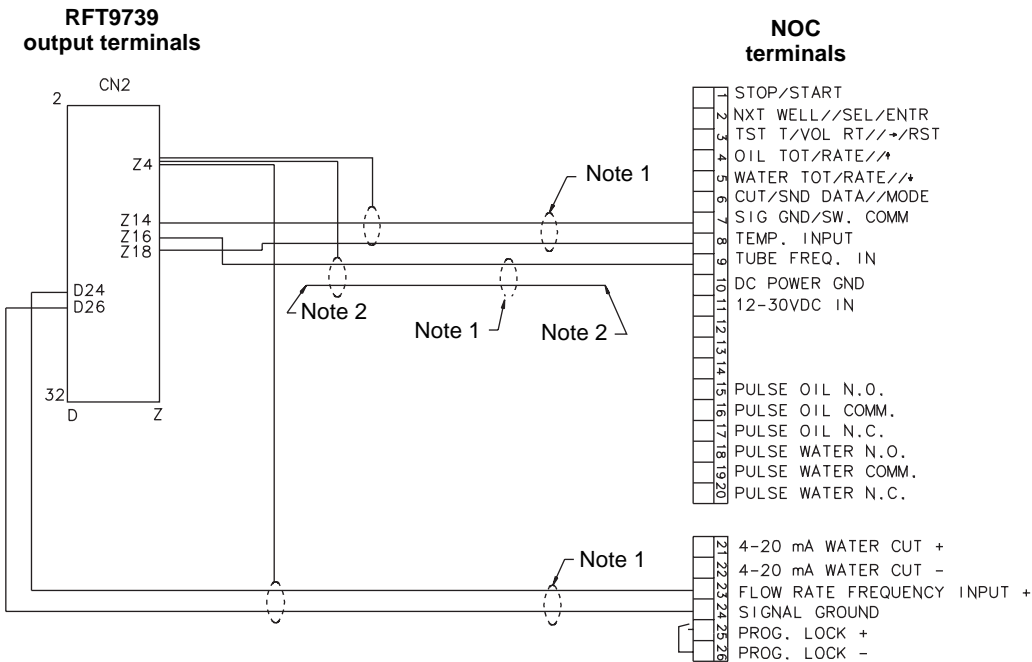 RFT9739
output terminals
NOC
terminals
CN2
2
Z4
Z14
Z16
Z18
D24
D26
32
D
Z
Note 1
Note 2
Note 1
Note 2
Note 1
1 STOP/START
2 NXT WELL//SEL/ENTR
3 TST T/VOL RT//→/RST
4 OIL TOT/RATE//↑
5 WATER TOT/RATE//↓
6 CUT/SND DATA//MODE
7 SIG GND/SW. COMM
8 TEMP. INPUT
9 TUBE FREQ. IN
10 DC POWER GND
11 12-30VDC IN
12
13
14
15 PULSE OIL N.O.
16 PULSE OIL COMM.
17 PULSE OIL N.C.
18 PULSE WATER N.O.
19 PULSE WATER COMM.
20 PULSE WATER N.C.
21 4-20 mA WATER CUT +
22 4-20 mA WATER CUT -
23 FLOW RATE FREQUENCY INPUT +
24 SIGNAL GROUND
25 PROG. LOCK +
26 PROG. LOCK -